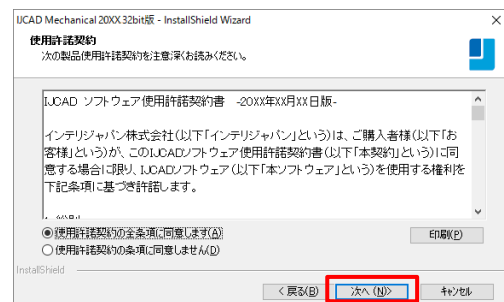 IJCAD Mechanical 20XX 32bit版 - InstallShield Wizard
使用許諾契約
次の製品使用許諾契約を注意深くお読みください。
IJCAD ソフトウェア使用許諾契約書 -20XX年XX月XX日版-
インテリジャパン株式会社(以下「インテリジャパン」という)は、ご購入者様(以下「お
客様」という)が、このIJCADソフトウェア使用許諾契約書(以下「本契約」という)に同
意する場合に限り、IJCADソフトウェア(以下「本ソフトウェア」という)を使用する権利を
下記条項に基づき許諾します。
使用許諾契約の全条項に同意します(A)
印刷(P)
使用許諾契約の条項に同意しません(D)
InstallShield
< 戻る(B)
次へ (N)>
キャンセル